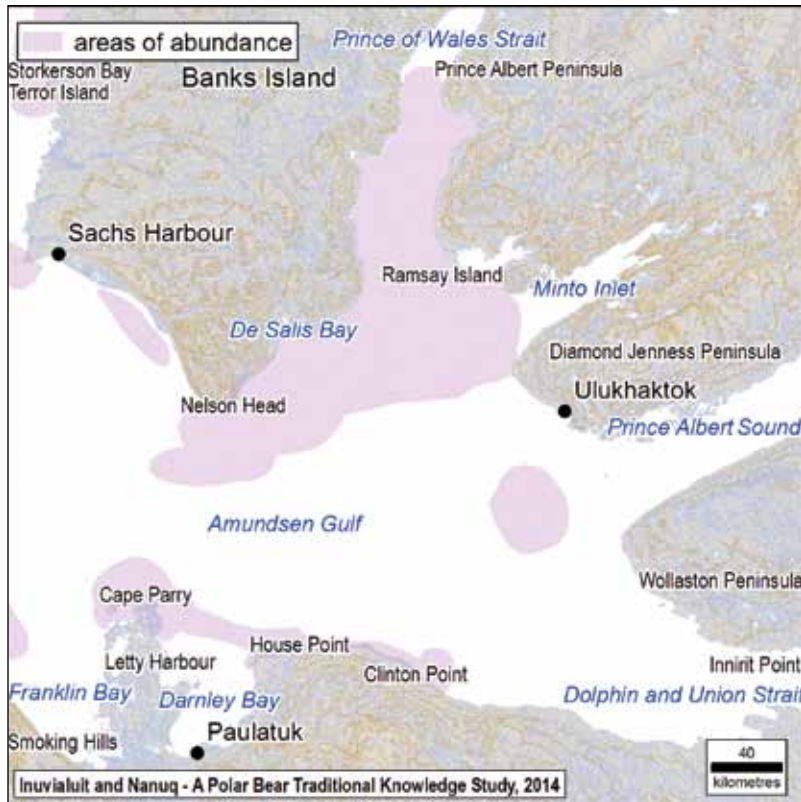 areas of abundance
Prince of Wales Strait
Storkerson Bay
Terror Island
Banks Island
Prince Albert Peninsula
Sachs Harbour
Ramsay Island
Minto Inlet
De Salis Bay
Diamond Jenness Peninsula
Nelson Head
Ulukhaktok
Prince Albert Sound
Amundsen Gulf
Wollaston Peninsula
Cape Parry
House Point
Letty Harbour
Clinton Point
Innirit Point
Franklin Bay
Darnley Bay
Dolphin and Union Strait
Smoking Hills
Paulatuk
40
kilometres
Inuvialuit and Nanuq - A Polar Bear Traditional Knowledge Study, 2014